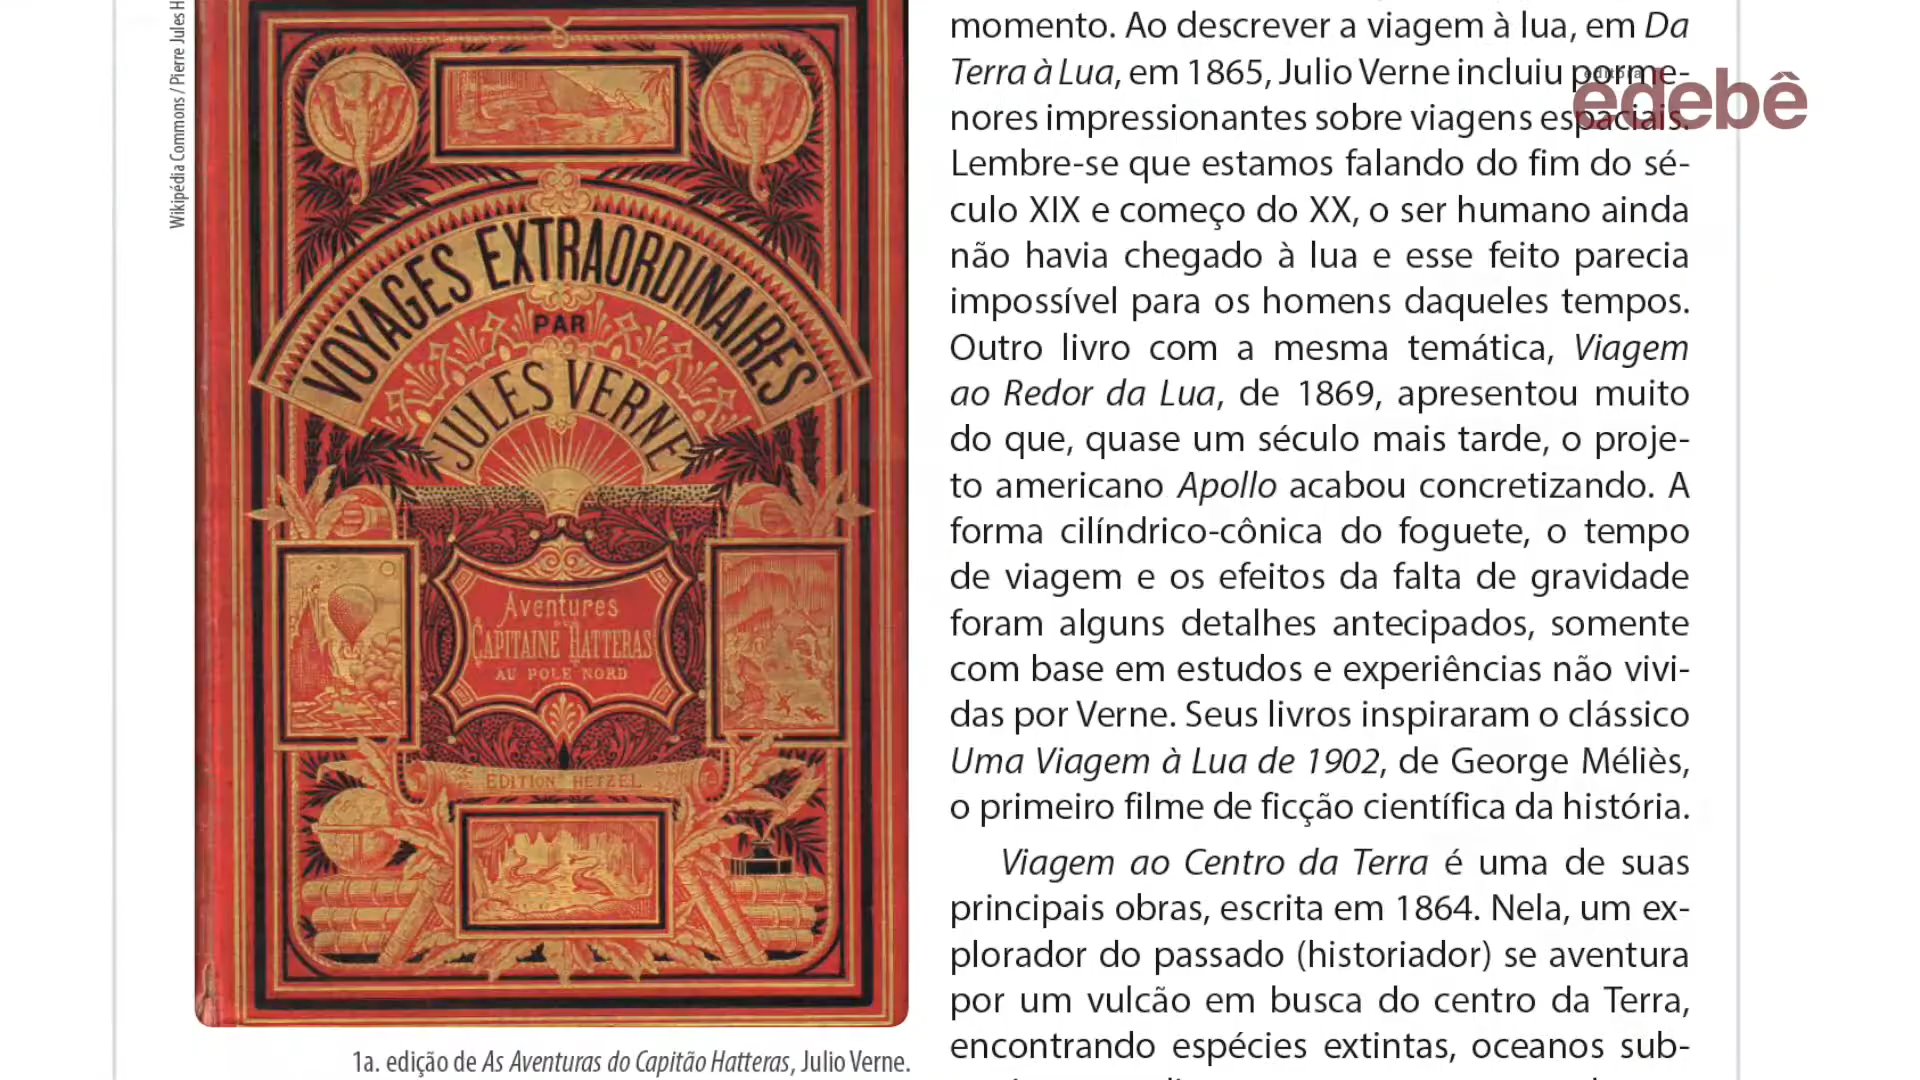 Wikipédia Commons / Pierre Jules H
VOYAGES EXTRAORDINAIRES
PAR
JULES VERNE
Aventures
CAPITAINE HATTERAS
AU POLE NORD
EDITION HETZEL
1a. edição de As Aventuras do Capitão Hatteras, Julio Verne.
momento. Ao descrever a viagem à lua, em Da
Terra à Lua, em 1865, Julio Verne incluiu porme-
nores impressionantes sobre viagens espaciais.
Lembre-se que estamos falando do fim do sé-
culo XIX e começo do XX, o ser humano ainda
não havia chegado à lua e esse feito parecia
impossível para os homens daqueles tempos.
Outro livro com a mesma temática, Viagem
ao Redor da Lua, de 1869, apresentou muito
do que, quase um século mais tarde, o proje-
to americano Apollo acabou concretizando. A
forma cilíndrico-cônica do foguete, o tempo
de viagem e os efeitos da falta de gravidade
foram alguns detalhes antecipados, somente
com base em estudos e experiências não vivi-
das por Verne. Seus livros inspiraram o clássico
Uma Viagem à Lua de 1902, de George Méliès,
o primeiro filme de ficção científica da história.
Viagem ao Centro da Terra é uma de suas
principais obras, escrita em 1864. Nela, um ex-
plorador do passado (historiador) se aventura
por um vulcão em busca do centro da Terra,
encontrando espécies extintas, oceanos sub-
editora
edebê